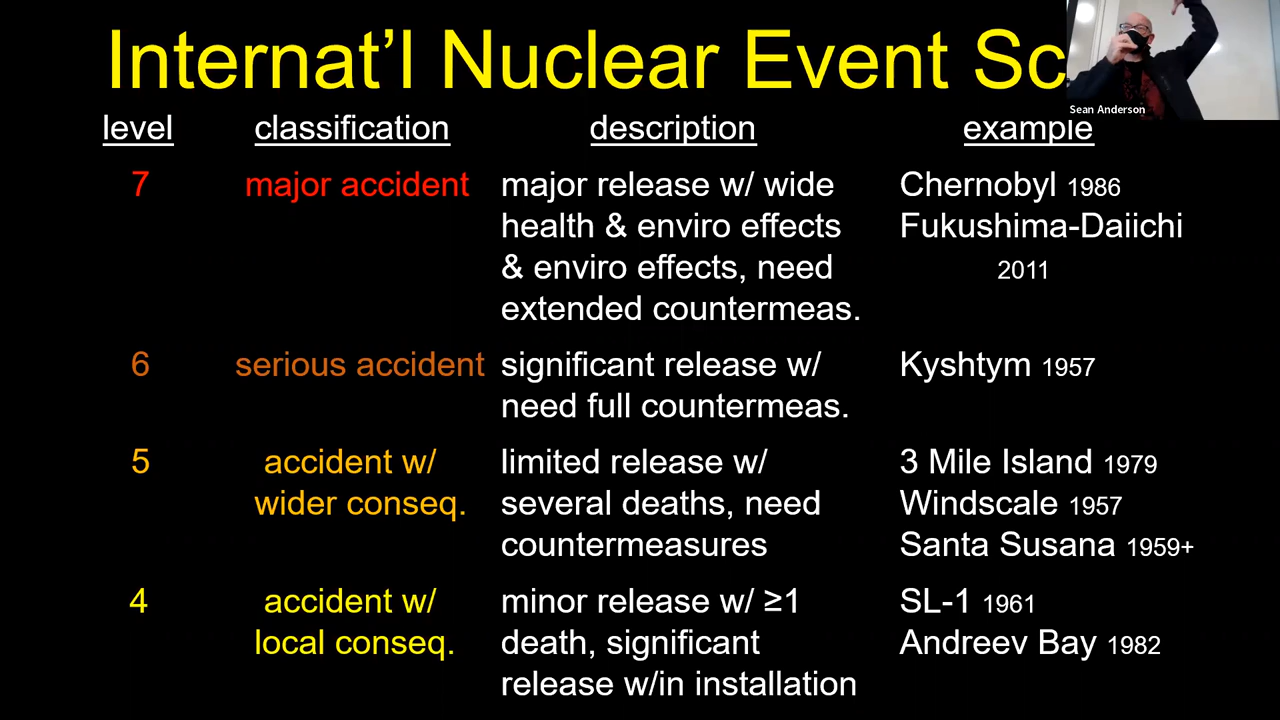 Internat’l Nuclear Event Sc
Sean Anderson
level classification description example
7 major accident major release w/ wide Chernobyl 1986
health & enviro effects Fukushima-Daiichi
& enviro effects, need 2011
extended countermeas.
6 serious accident significant release w/ Kyshtym 1957
need full countermeas.
5 accident w/ limited release w/ 3 Mile Island 1979
wider conseq. several deaths, need Windscale 1957
countermeasures Santa Susana 1959+
4 accident w/ minor release w/ ≥1 SL-1 1961
local conseq. death, significant Andreev Bay 1982
release w/in installation